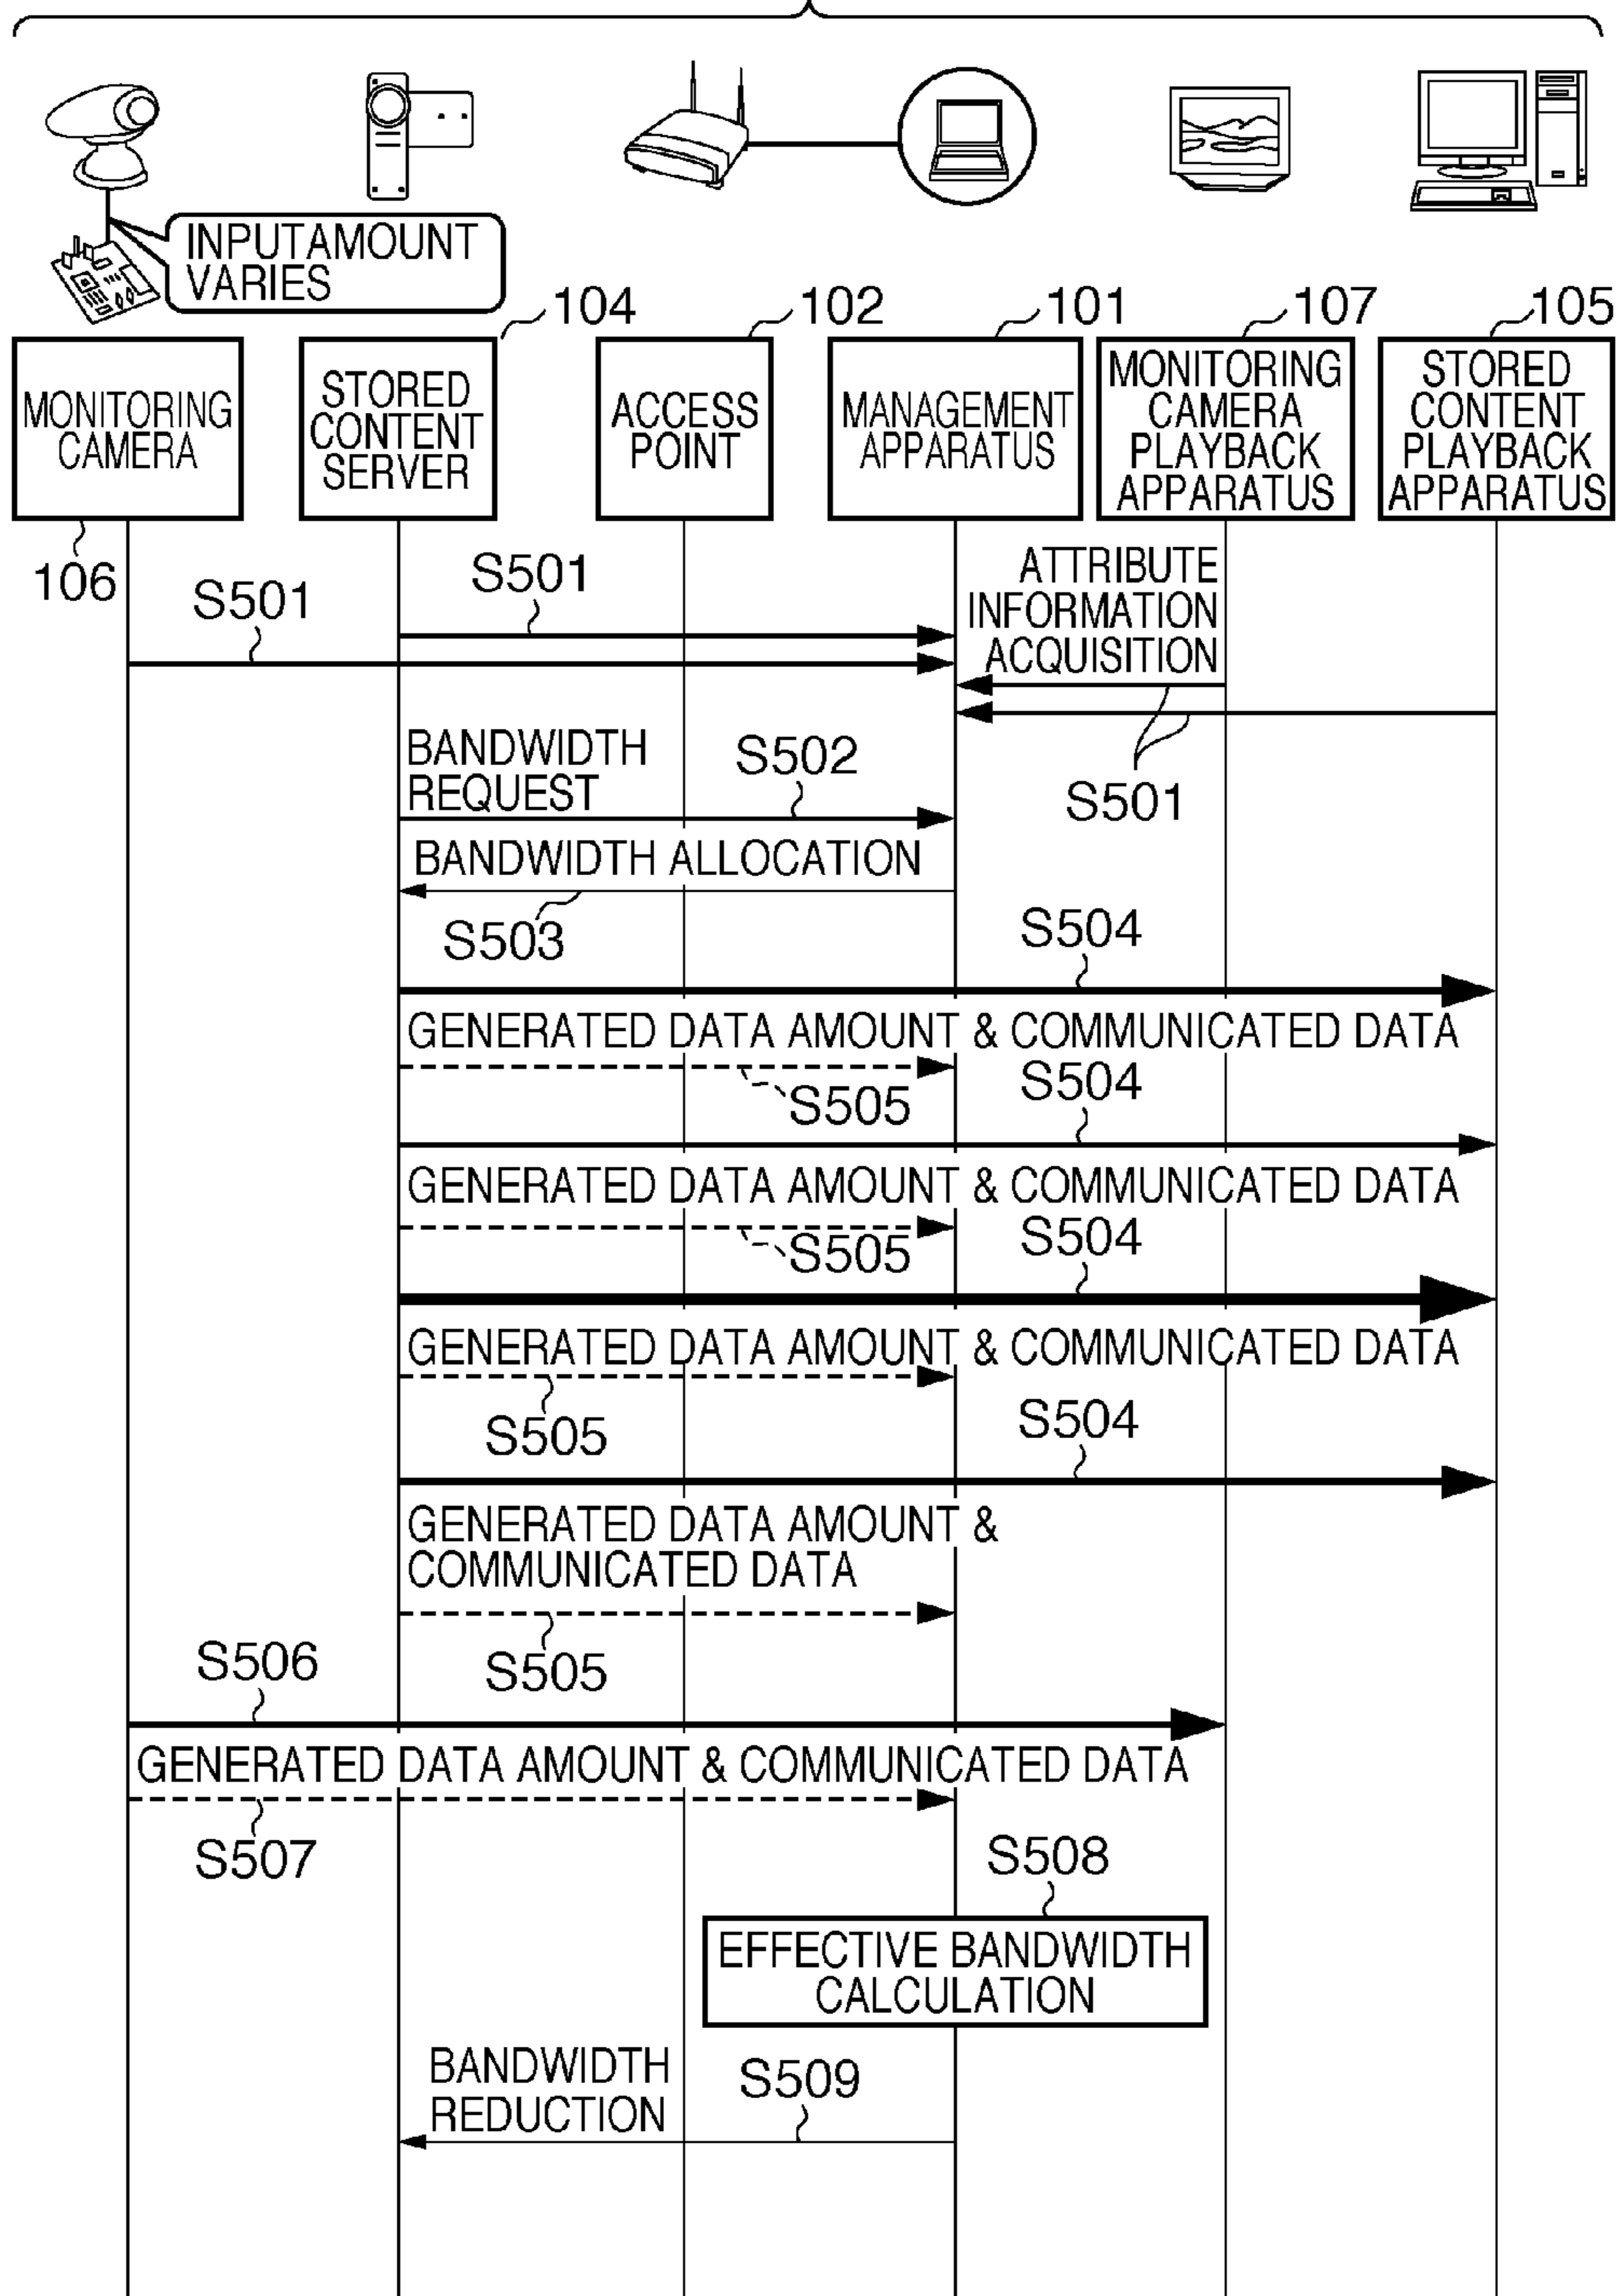 INPUTAMOUNT
VARIES
104
102
101
107
105
MONITORING
CAMERA
STORED
CONTENT
SERVER
ACCESS
POINT
MANAGEMENT
APPARATUS
MONITORING
CAMERA
PLAYBACK
APPARATUS
STORED
CONTENT
PLAYBACK
APPARATUS
106
S501
S501
ATTRIBUTE
INFORMATION
ACQUISITION
S501
BANDWIDTH
REQUEST
S502
BANDWIDTH ALLOCATION
S503
S504
GENERATED DATA AMOUNT & COMMUNICATED DATA
S505
S504
GENERATED DATA AMOUNT & COMMUNICATED DATA
S505
S504
GENERATED DATA AMOUNT & COMMUNICATED DATA
S505
S504
GENERATED DATA AMOUNT &
COMMUNICATED DATA
S505
S506
GENERATED DATA AMOUNT & COMMUNICATED DATA
S507
S508
EFFECTIVE BANDWIDTH
CALCULATION
BANDWIDTH
REDUCTION
S509